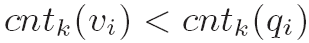 cnt_k(v_i) < cnt_k(q_i)